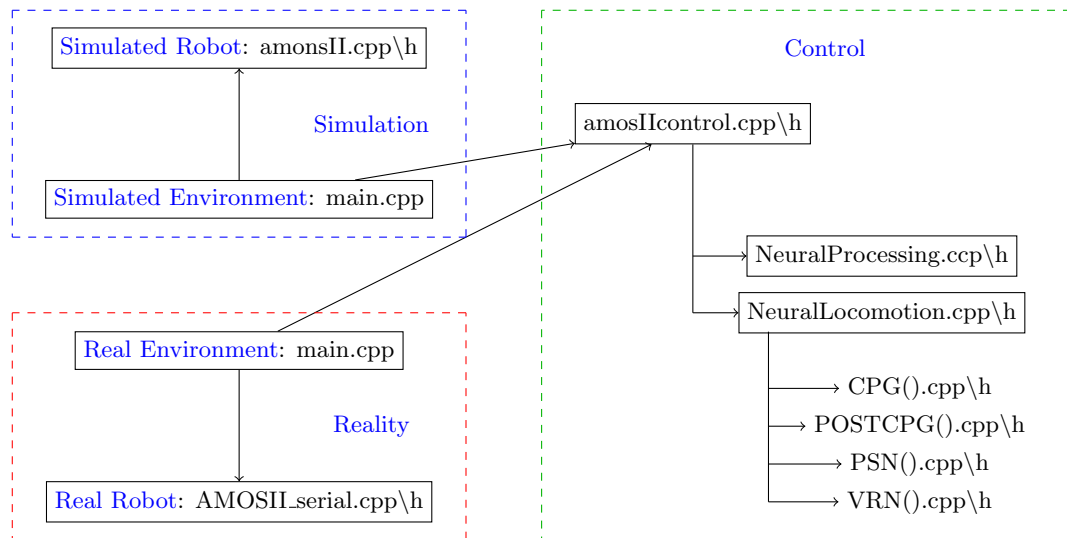 Simulated Robot: amonsII.cpp\h
Simulation
Simulated Environment: main.cpp
Real Environment: main.cpp
Reality
Real Robot: AMOSII_serial.cpp\h
Control
amosIIcontrol.cpp\h
NeuralProcessing.ccp\h
NeuralLocomotion.cpp\h
CPG().cpp\h
POSTCPG().cpp\h
PSN().cpp\h
VRN().cpp\h